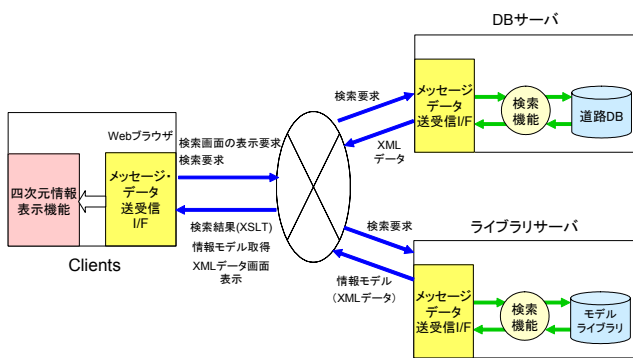 DBサーバ
メッセージ
データ
送受信I/F
検索
機能
道路DB
検索要求
XML
データ
Webブラウザ
四次元情報
表示機能
メッセージ・
データ
送受信
I/F
検索画面の表示要求
検索要求
検索結果(XSLT)
情報モデル取得
XMLデータ画面
表示
Clients
検索要求
情報モデル
（XMLデータ）
ライブラリサーバ
メッセージ
データ
送受信I/F
検索
機能
モデル
ライブラリ